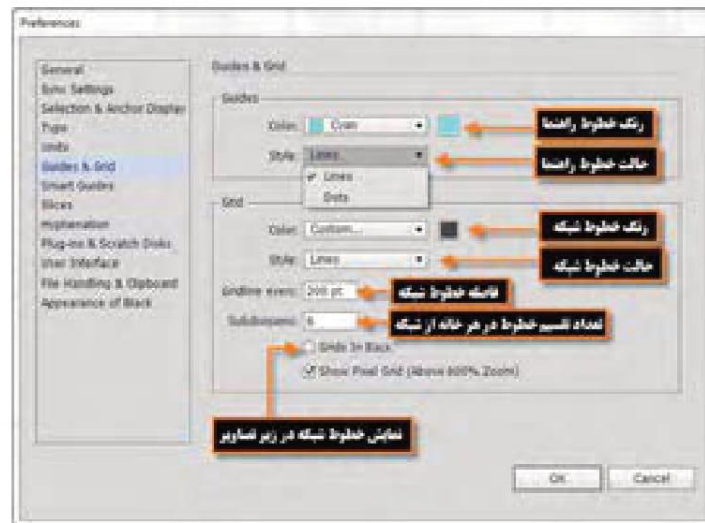 Preferences
General
Sync Settings
Selection & Anchor Display
Type
Units
Guides & Grid
Smart Guides
Slices
Hyphenation
Plug-ins & Scratch Disks
User Interface
File Handling & Clipboard
Appearance of Black
Guides & Grid
Guides
Color: Cyan
رنگ خطوط راهنما
Style: Lines
حالت خطوط راهنما
Lines
Dots
Grid
Color: Custom...
رنگ خطوط شبکه
Style: Lines
حالت خطوط شبکه
Gridline every: 200 pt
فاصله خطوط شبکه
Subdivisions: 6
تعداد تقسیم خطوط در هر خانه از شبکه
Grids In Back
Show Pixel Grid (Above 600% Zoom)
نمایش خطوط شبکه در زیر تصاویر
OK
Cancel